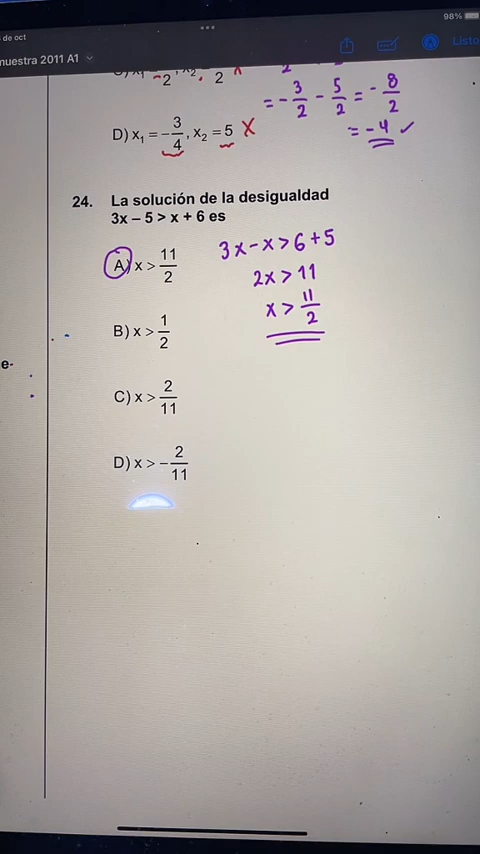 98%
de oct
Listo
muestra 2011 A1
2
2 x
= - 3/2 - 5/2 = - 8/2
= -4 ✓
D) x₁ = -3/4, x₂ = 5 X
24. La solución de la desigualdad
3x – 5 > x + 6 es
3x-x>6+5
A) x > 11/2
2x > 11
x > 11/2
B) x > 1/2
e-
C) x > 2/11
D) x > -2/11